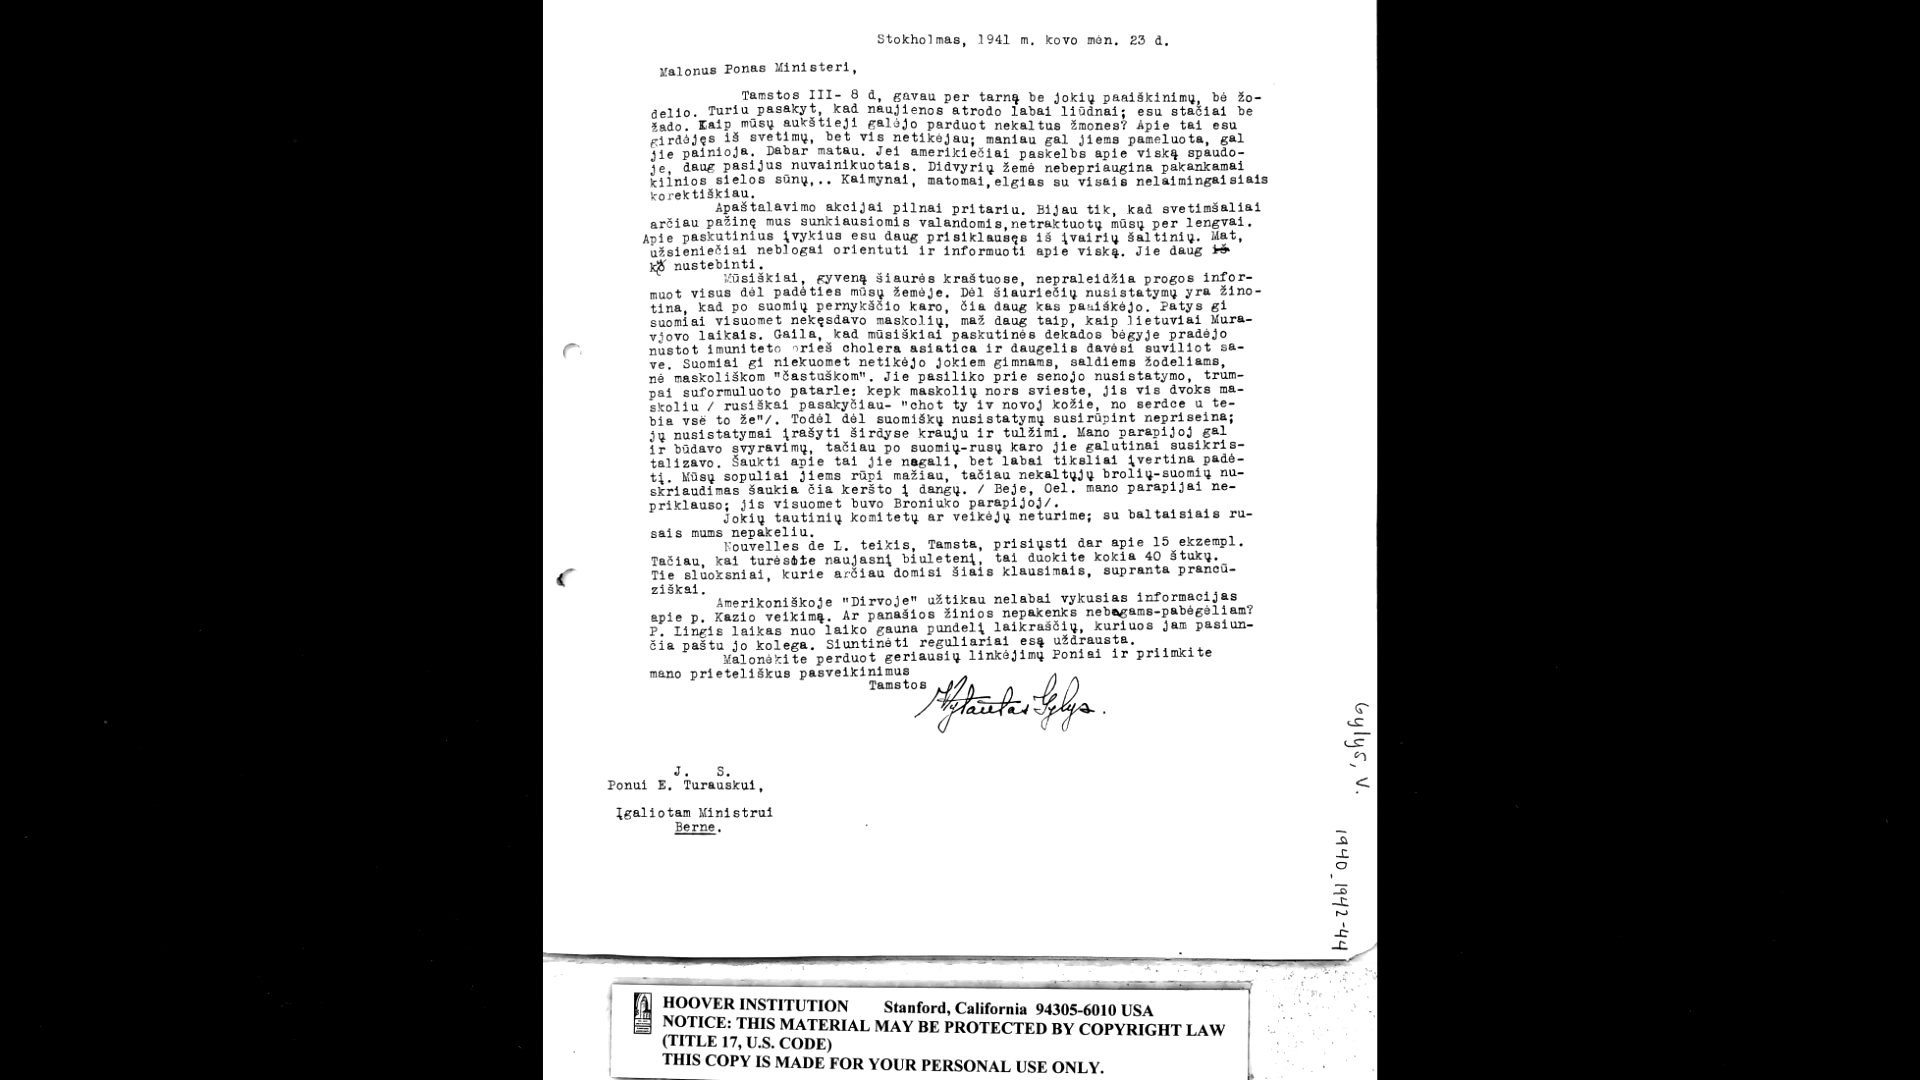 Stokholmas, 1941 m. kovo mėn. 23 d.
Malonus Ponas Ministeri,
Tamstos III- 8 d, gavau per tarną be jokių paaiškinimų, bė žo-
delio. Turiu pasakyt, kad naujienos atrodo labai liūdnai; esu stačiai be
žado. Kaip mūsų aukštieji galėjo parduot nekaltus žmones? Apie tai esu
girdėjęs iš svetimų, bet vis netikėjau; maniau gal jiems pameluota, gal
jie painioja. Dabar matau. Jei amerikiečiai paskelbs apie viską spaudo-
je, daug pasijus nuvainikuotais. Didvyrių žemė nebepriaugina pakankamai
kilnios sielos sūnų,.. Kaimynai, matomai,elgias su visais nelaimingaisiais
korektiškiau.
Apaštalavimo akcijai pilnai pritariu. Bijau tik, kad svetimšaliai
arčiau pažinę mus sunkiausiomis valandomis,netraktuotų mūsų per lengvai.
Apie paskutinius įvykius esu daug prisiklausęs iš įvairių šaltinių. Mat,
užsieniečiai neblogai orientuti ir informuoti apie viską. Jie daug iš
ko nustebinti.
Mūsiškiai, gyveną šiaurės kraštuose, nepraleidžia progos infor-
muot visus dėl padėties mūsų žemėje. Dėl šiauriečių nusistatymų yra žino-
tina, kad po suomių pernykščio karo, čia daug kas paaiškėjo. Patys gi
suomiai visuomet nekęsdavo maskolių, maž daug taip, kaip lietuviai Mura-
vjovo laikais. Gaila, kad mūsiškiai paskutinės dekados bėgyje pradėjo
nustot imuniteto prieš cholera asiatica ir daugelis davėsi suviliot sa-
ve. Suomiai gi niekuomet netikėjo jokiem gimnams, saldiems žodeliams,
nė maskoliškom "častuškom". Jie pasiliko prie senojo nusistatymo, trum-
pai suformuluoto patarle: kepk maskolių nors svieste, jis vis dvoks ma-
skoliu / rusiškai pasakyčiau- "chot ty iv novoj kožie, no serdce u te-
bia vsë to že"/. Todėl dėl suomiškų nusistatymų susirūpint nepriseina;
jų nusistatymai įrašyti širdyse krauju ir tulžimi. Mano parapijoj gal
ir būdavo svyravimų, tačiau po suomių-rusų karo jie galutinai susikris-
talizavo. Šaukti apie tai jie negali, bet labai tiksliai įvertina padė-
tį. Mūsų sopuliai jiems rūpi mažiau, tačiau nekaltųjų brolių-suomių nu-
skriaudimas šaukia čia keršto į dangų. / Beje, Oel. mano parapijai ne-
priklauso; jis visuomet buvo Broniuko parapijoj/.
Jokių tautinių komitetų ar veikėjų neturime; su baltaisiais ru-
sais mums nepakeliu.
Nouvelles de L. teikis, Tamsta, prisiųsti dar apie 15 ekzempl.
Tačiau, kai turėsite naujasnį biuletenį, tai duokite kokia 40 štukų.
Tie sluoksniai, kurie arčiau domisi šiais klausimais, supranta prancū-
ziškai.
Amerikoniškoje "Dirvoje" užtikau nelabai vykusias informacijas
apie p. Kazio veikimą. Ar panašios žinios nepakenks nebegams-pabėgėliam?
P. Lingis laikas nuo laiko gauna pundelį laikraščių, kuriuos jam pasiun-
čia paštu jo kolega. Siuntinėti reguliariai esą uždrausta.
Malonėkite perduot geriausių linkėjimų Poniai ir priimkite
mano prieteliškus pasveikinimus
Tamstos
Vytautas Gylys.
J. S.
Ponui E. Turauskui,
Įgaliotam Ministrui
Berne.
Gylys, V. 1940_1942-44
HOOVER INSTITUTION Stanford, California 94305-6010 USA
NOTICE: THIS MATERIAL MAY BE PROTECTED BY COPYRIGHT LAW
(TITLE 17, U.S. CODE)
THIS COPY IS MADE FOR YOUR PERSONAL USE ONLY.